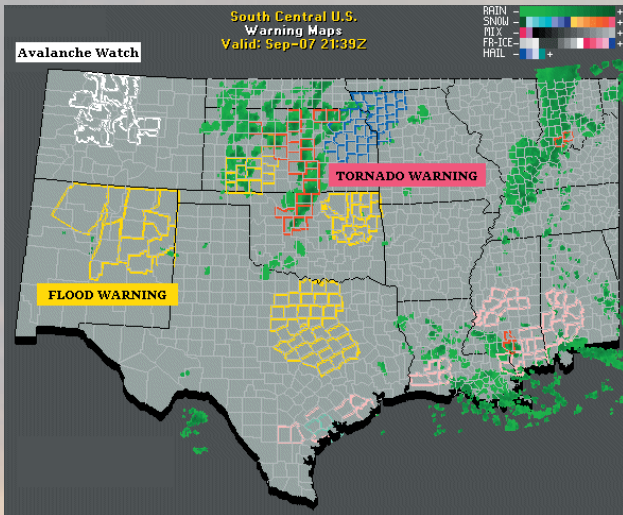 South Central U.S.
Warning Maps
Valid: Sep-07 21:39Z
RAIN - +
SNOW - +
MIX - +
FR-ICE - +
HAIL - +
Avalanche Watch
TORNADO WARNING
FLOOD WARNING